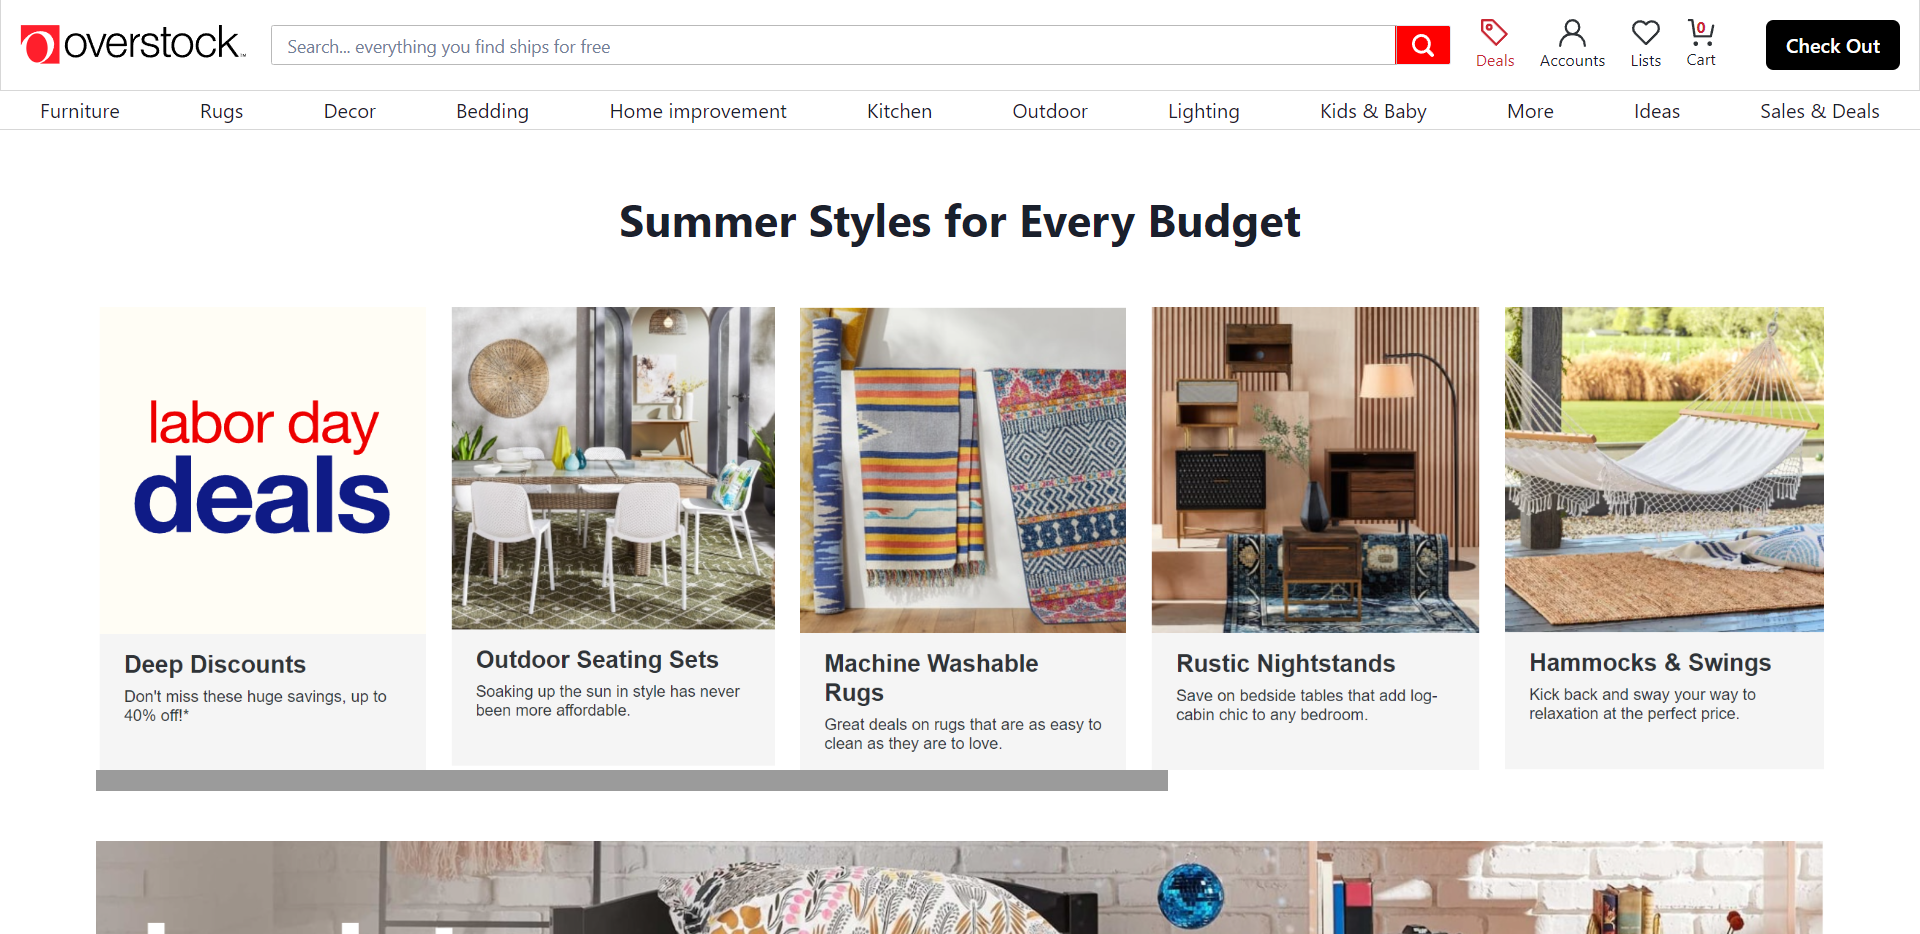 overstock™
Search... everything you find ships for free
Deals
Accounts
Lists
0
Cart
Check Out
Furniture
Rugs
Decor
Bedding
Home improvement
Kitchen
Outdoor
Lighting
Kids & Baby
More
Ideas
Sales & Deals
Summer Styles for Every Budget
labor day
deals
Deep Discounts
Don't miss these huge savings, up to
40% off!*
Outdoor Seating Sets
Soaking up the sun in style has never
been more affordable.
Machine Washable
Rugs
Great deals on rugs that are as easy to
clean as they are to love.
Rustic Nightstands
Save on bedside tables that add log-
cabin chic to any bedroom.
Hammocks & Swings
Kick back and sway your way to
relaxation at the perfect price.